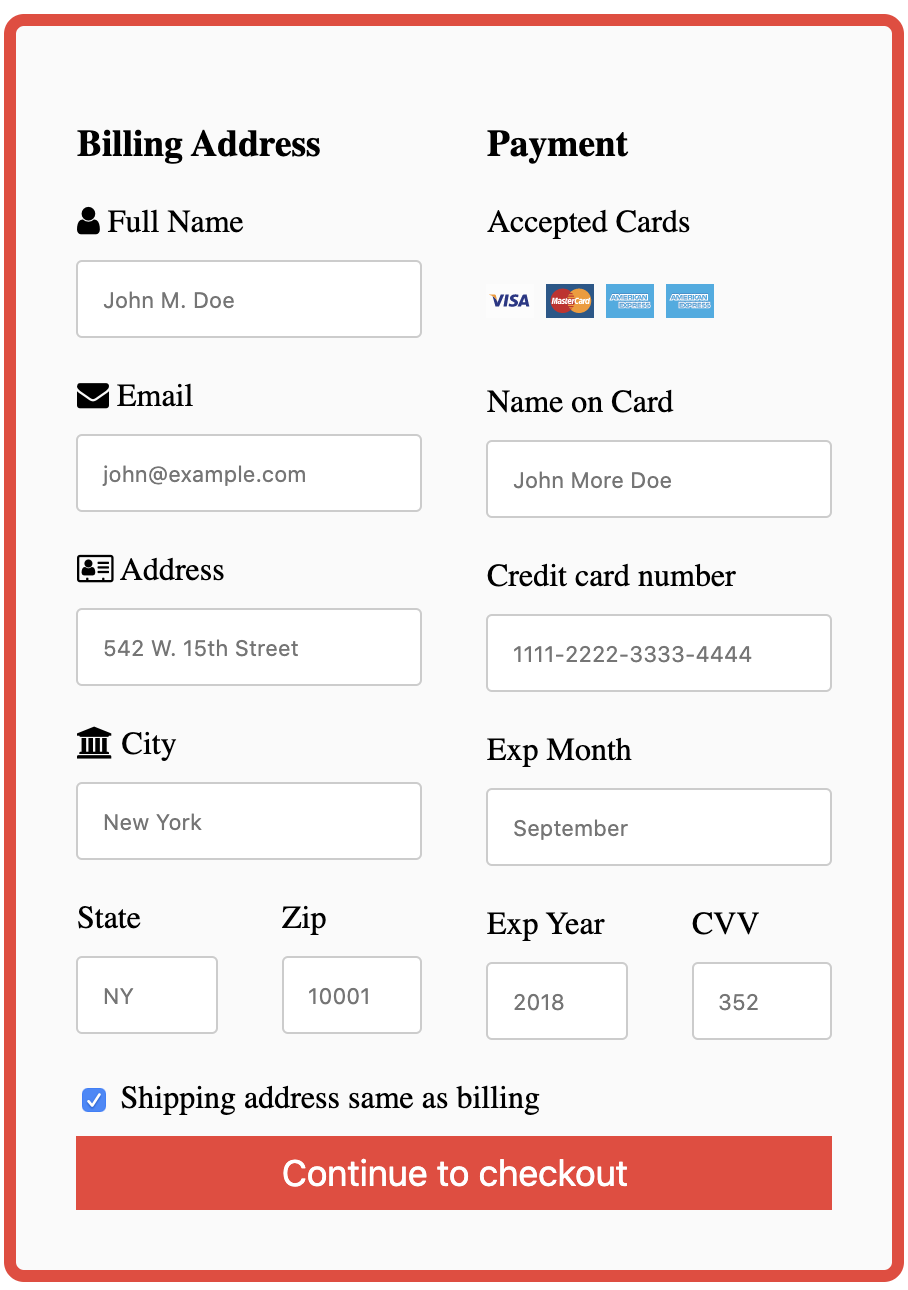 Billing Address
Full Name
John M. Doe
Email
john@example.com
Address
542 W. 15th Street
City
New York
State Zip
NY 10001
Payment
Accepted Cards
VISA MasterCard AMERICAN EXPRESS AMERICAN EXPRESS
Name on Card
John More Doe
Credit card number
1111-2222-3333-4444
Exp Month
September
Exp Year CVV
2018 352
Shipping address same as billing
Continue to checkout